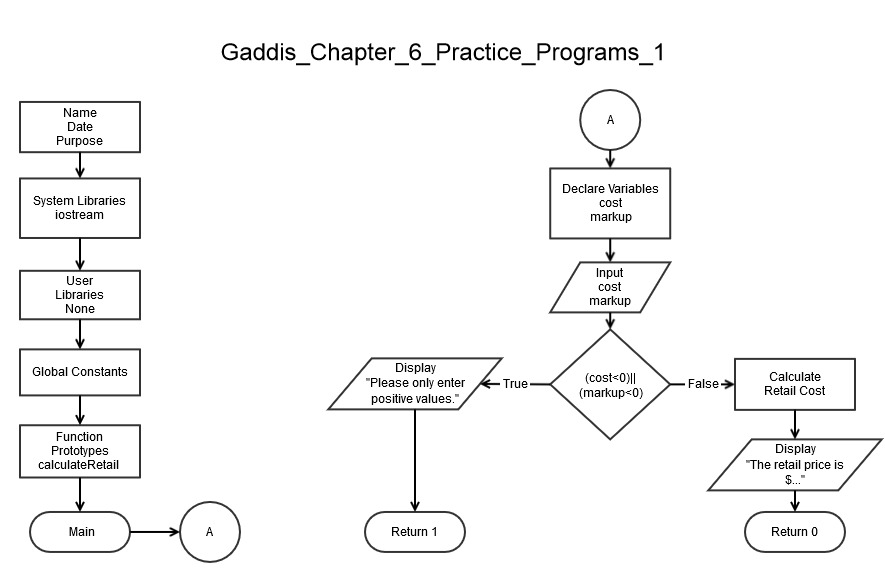 Gaddis_Chapter_6_Practice_Programs_1
Name
Date
Purpose
System Libraries
iostream
User
Libraries
None
Global Constants
Function
Prototypes
calculateRetail
Main
A
A
Declare Variables
cost
markup
Input
cost
markup
(cost<0)||
(markup<0)
True
False
Display
"Please only enter
positive values."
Return 1
Calculate
Retail Cost
Display
"The retail price is
$..."
Return 0